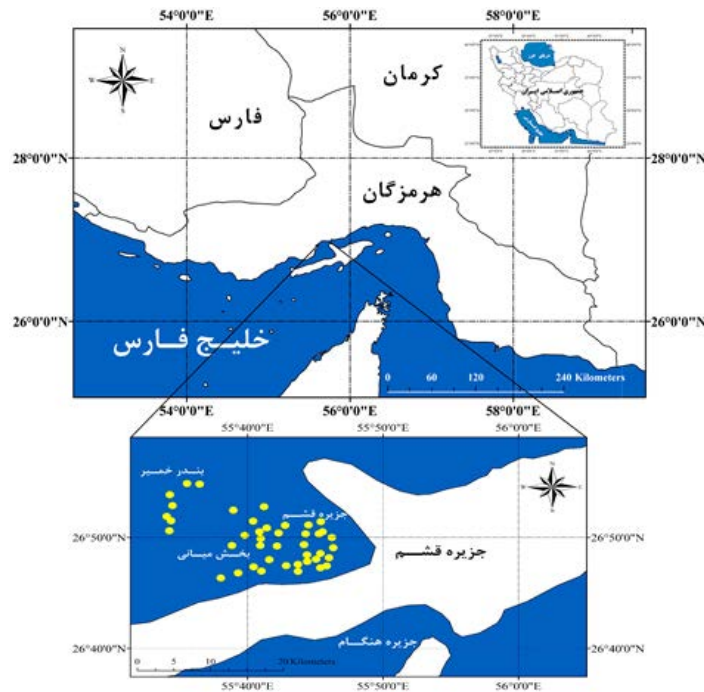 54°0'0"E
56°0'0"E
58°0'0"E
N
W
E
S
کرمان
فارس
جمهوری اسلامی ایران
28°0'0"N
28°0'0"N
هرمزگان
26°0'0"N
26°0'0"N
خلیج فارس
0 60 120 240 Kilometers
54°0'0"E
56°0'0"E
58°0'0"E
55°40'0"E
55°50'0"E
56°0'0"E
بندر خمیر
N
W
E
S
جزیره قشم
26°50'0"N
26°50'0"N
بخش میانی
جزیره قشم
26°40'0"N
26°40'0"N
جزیره هنگام
0 5 10 20 Kilometers
55°40'0"E
55°50'0"E
56°0'0"E